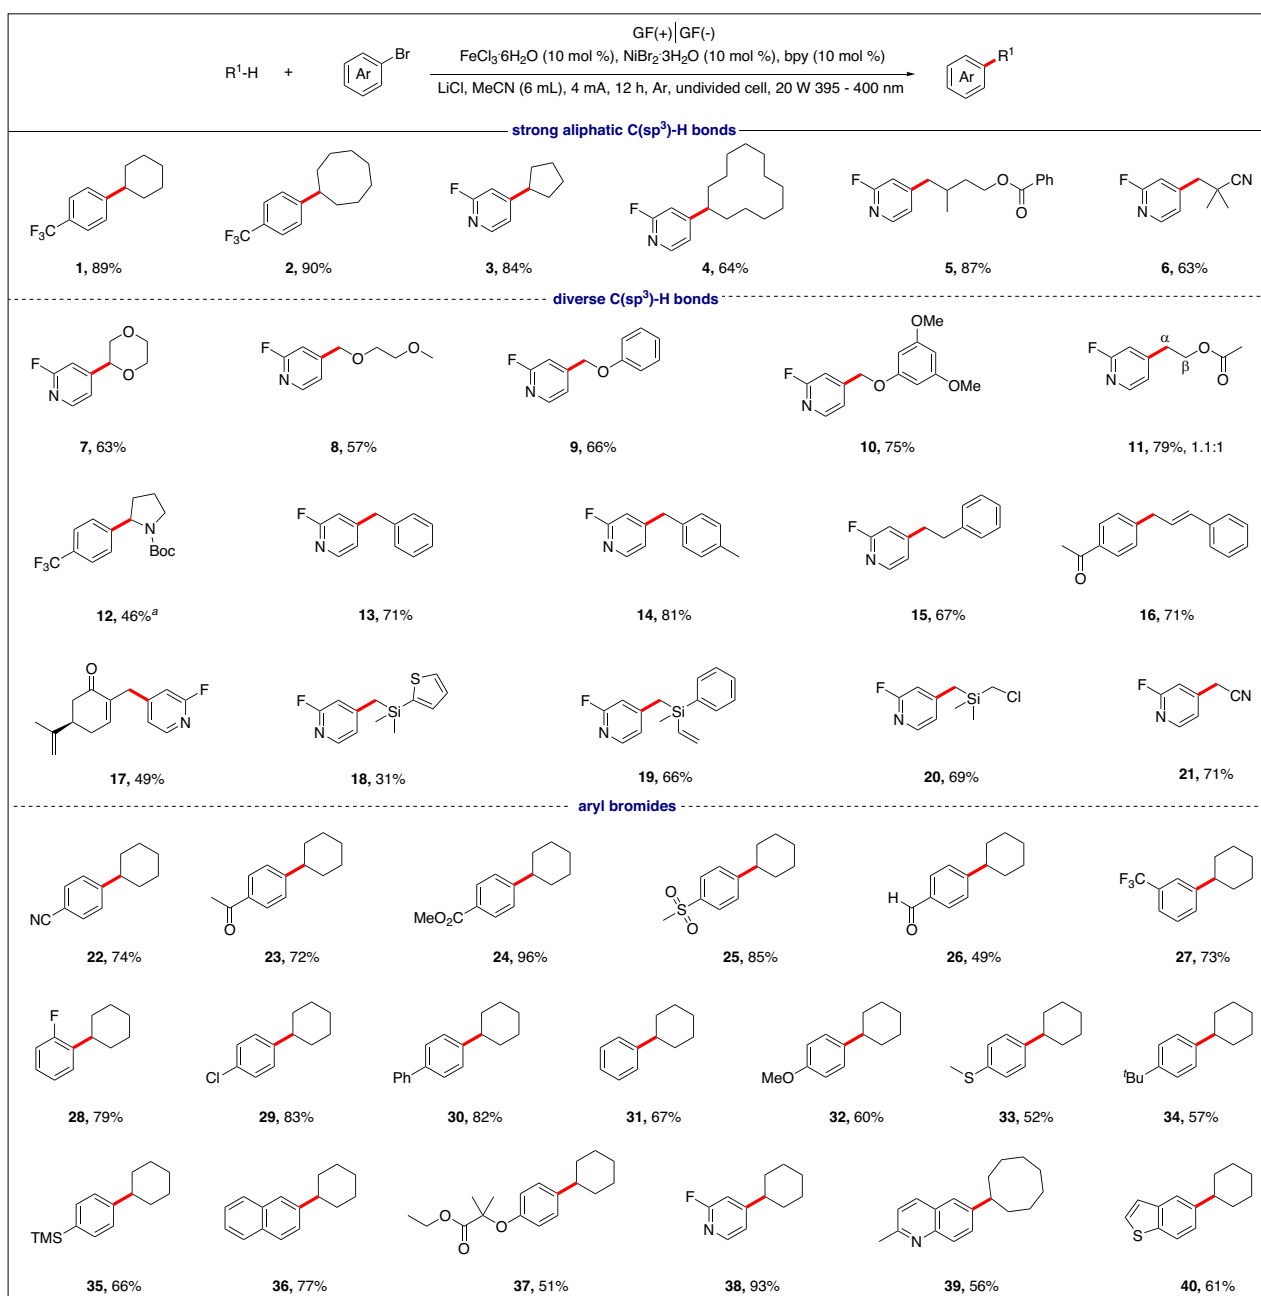 GF(+)|GF(-)
FeCl3·6H2O (10 mol %), NiBr2·3H2O (10 mol %), bpy (10 mol %)
R1-H + Ar Br Ar R1
LiCl, MeCN (6 mL), 4 mA, 12 h, Ar, undivided cell, 20 W 395 - 400 nm
strong aliphatic C(sp3)-H bonds
F3C F3C F N F N F N CH3 O O Ph F N CN
1, 89% 2, 90% 3, 84% 4, 64% 5, 87% 6, 63%
diverse C(sp3)-H bonds
F N O O F N O O F N O F N O OMe OMe F N α β O O
7, 63% 8, 57% 9, 66% 10, 75% 11, 79%, 1.1:1
F3C N Boc F N F N F N O
12, 46%a 13, 71% 14, 81% 15, 67% 16, 71%
O F N F N Si S F N Si F N Si Cl F N CN
17, 49% 18, 31% 19, 66% 20, 69% 21, 71%
aryl bromides
NC O MeO2C O S O H O F3C
22, 74% 23, 72% 24, 96% 25, 85% 26, 49% 27, 73%
F Cl Ph MeO S tBu
28, 79% 29, 83% 30, 82% 31, 67% 32, 60% 33, 52% 34, 57%
TMS O O O F N N S
35, 66% 36, 77% 37, 51% 38, 93% 39, 56% 40, 61%